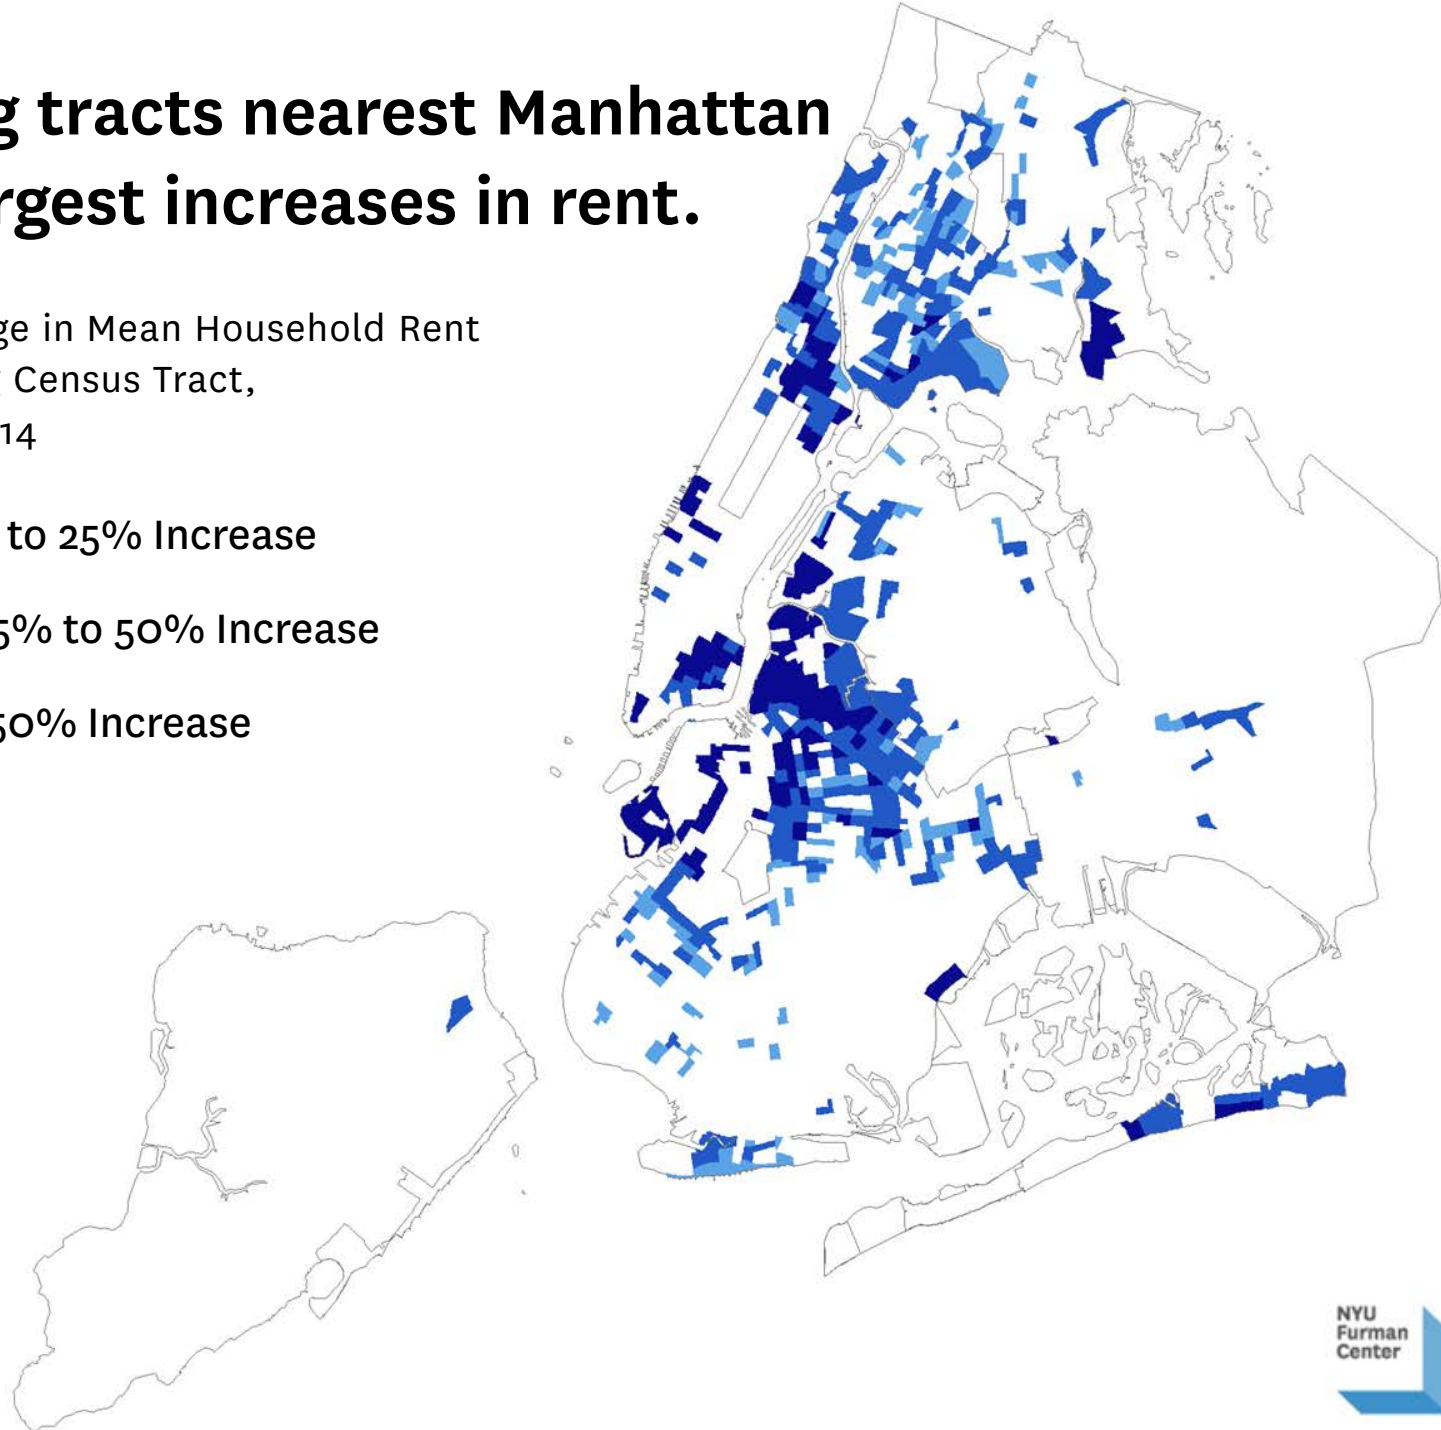 g tracts nearest Manhattan
rgest increases in rent.
ge in Mean Household Rent
g Census Tract,
14
to 25% Increase
5% to 50% Increase
50% Increase
NYU
Furman
Center